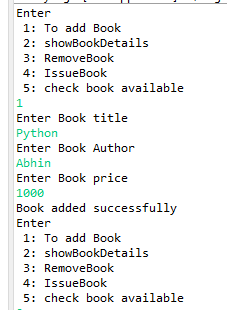 Enter
1: To add Book
2: showBookDetails
3: RemoveBook
4: IssueBook
5: check book available
1
Enter Book title
Python
Enter Book Author
Abhin
Enter Book price
1000
Book added successfully
Enter
1: To add Book
2: showBookDetails
3: RemoveBook
4: IssueBook
5: check book available